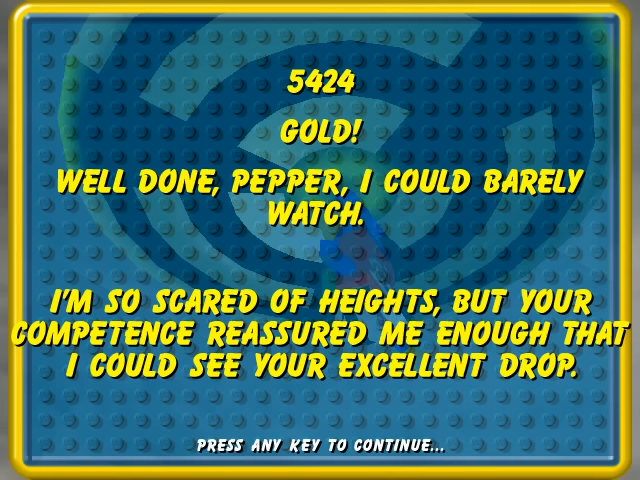 5424
GOLD!
WELL DONE, PEPPER, I COULD BARELY
WATCH.
I'M SO SCARED OF HEIGHTS, BUT YOUR
COMPETENCE REASSURED ME ENOUGH THAT
I COULD SEE YOUR EXCELLENT DROP.
PRESS ANY KEY TO CONTINUE...